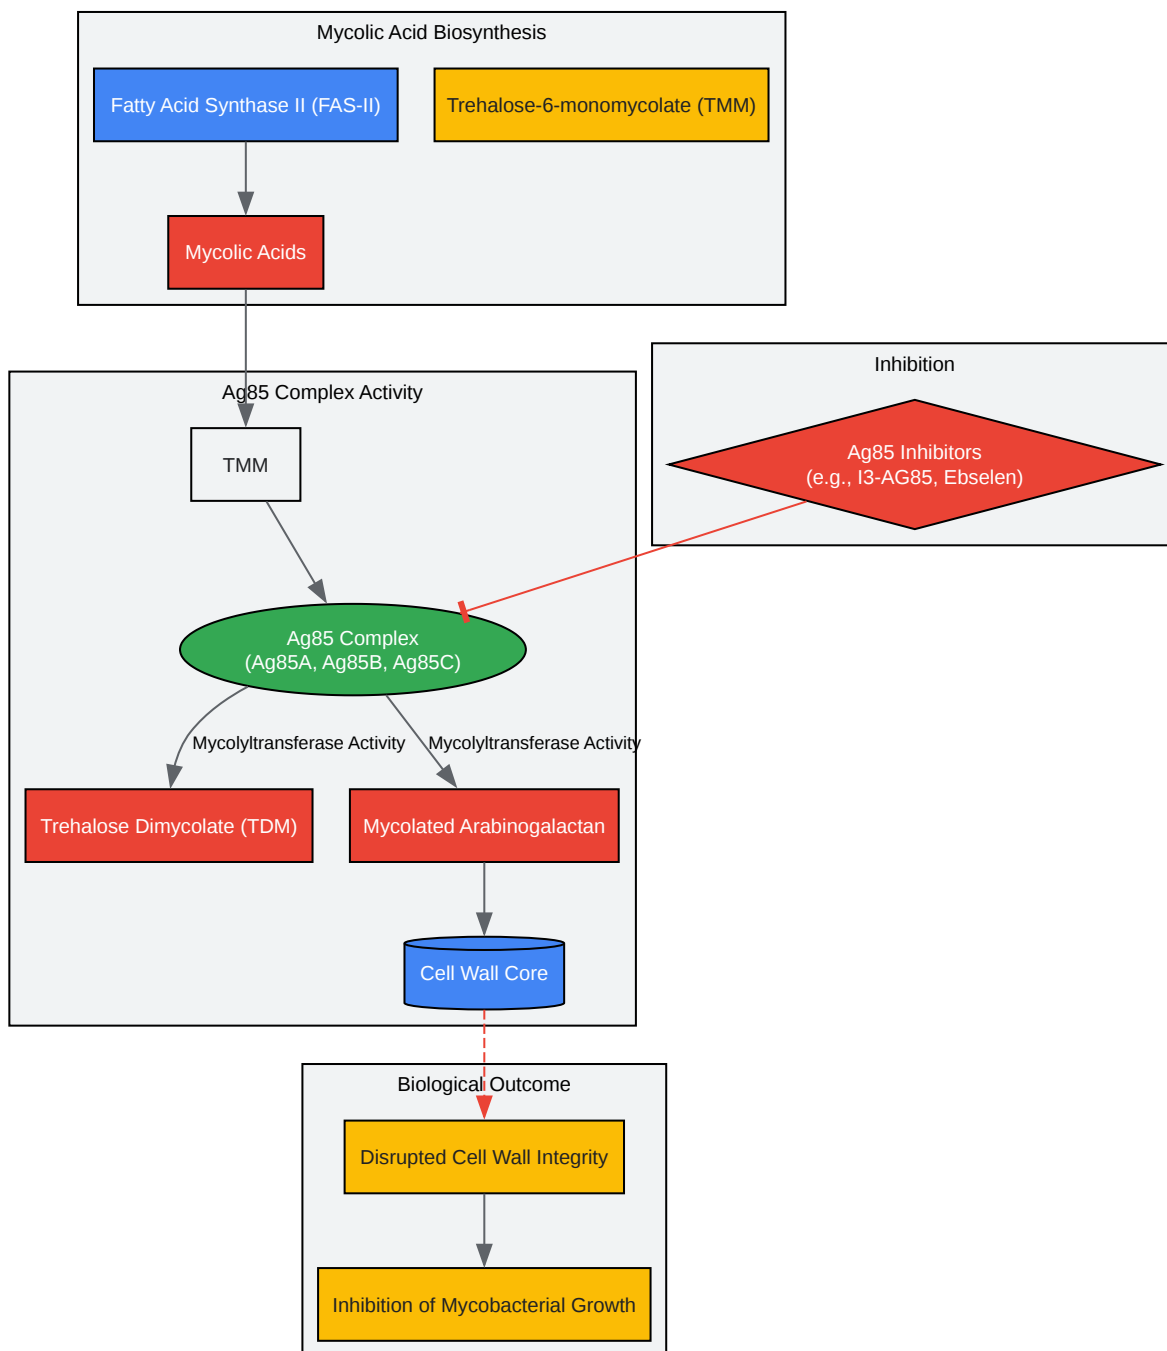 Mycolic Acid Biosynthesis
Fatty Acid Synthase II (FAS-II)
Trehalose-6-monomycolate (TMM)
Mycolic Acids
Ag85 Complex Activity
TMM
Inhibition
Ag85 Inhibitors
(e.g., I3-AG85, Ebselen)
Ag85 Complex
(Ag85A, Ag85B, Ag85C)
Mycolyltransferase Activity
Mycolyltransferase Activity
Trehalose Dimycolate (TDM)
Mycolated Arabinogalactan
Cell Wall Core
Biological Outcome
Disrupted Cell Wall Integrity
Inhibition of Mycobacterial Growth